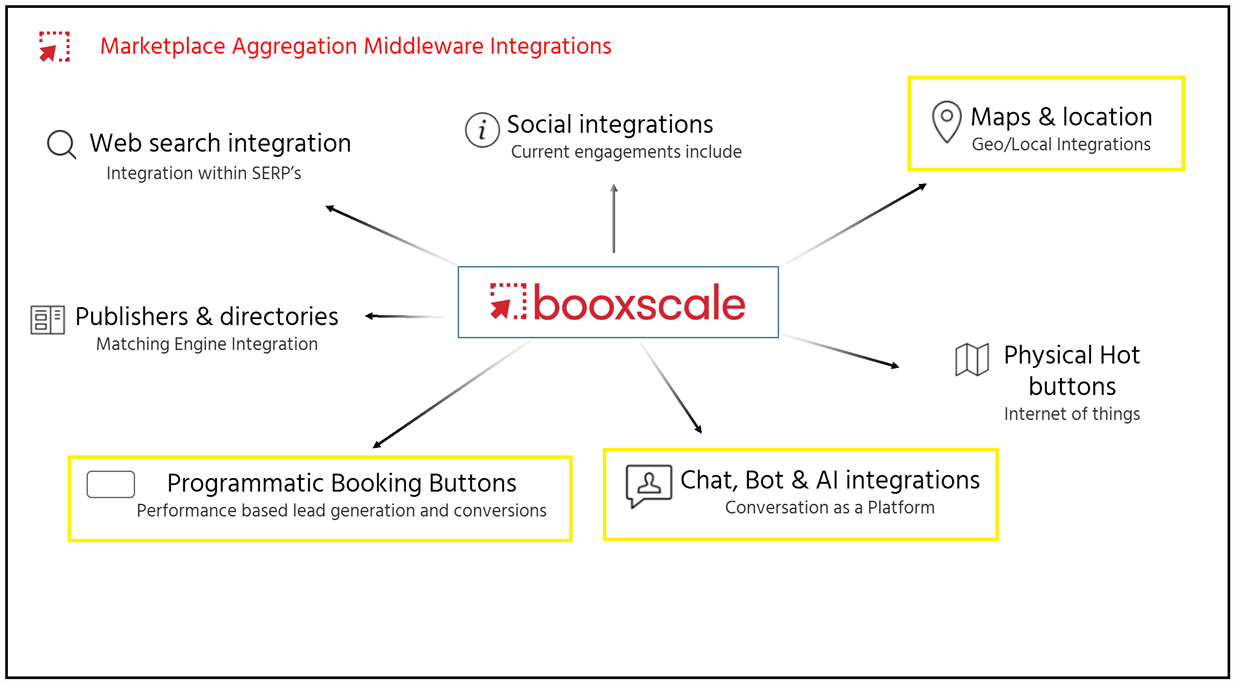 Marketplace Aggregation Middleware Integrations
Web search integration
Integration within SERP's
i
Social integrations
Current engagements include
Maps & location
Geo/Local Integrations
booxscale
Publishers & directories
Matching Engine Integration
Physical Hot
buttons
Internet of things
Programmatic Booking Buttons
Performance based lead generation and conversions
Chat, Bot & AI integrations
Conversation as a Platform